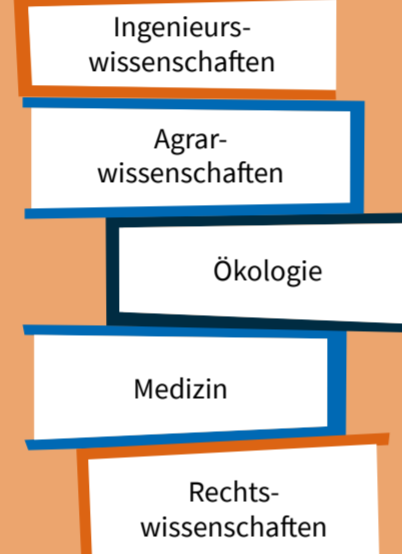 Ingenieurs-
wissenschaften
Agrar-
wissenschaften
Ökologie
Medizin
Rechts-
wissenschaften